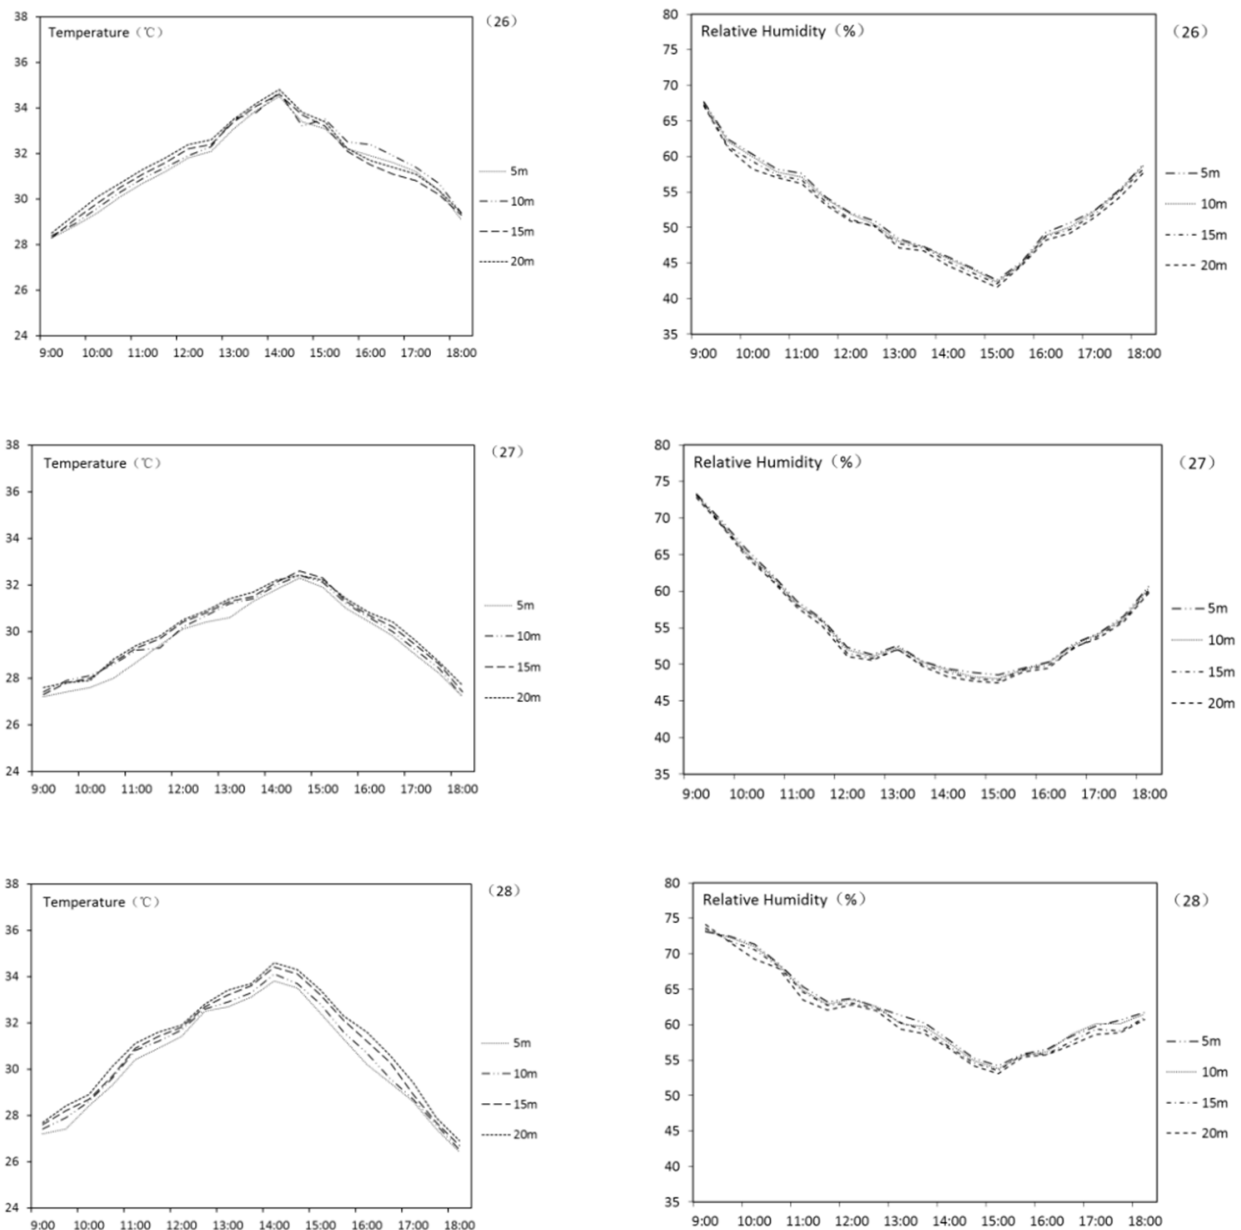 Temperature（℃）
（26）
38
36
34
32
30
28
26
24
9:00 10:00 11:00 12:00 13:00 14:00 15:00 16:00 17:00 18:00
5m
10m
15m
20m
Relative Humidity（%）
（26）
80
75
70
65
60
55
50
45
40
35
9:00 10:00 11:00 12:00 13:00 14:00 15:00 16:00 17:00 18:00
5m
10m
15m
20m
Temperature（℃）
（27）
38
36
34
32
30
28
26
24
9:00 10:00 11:00 12:00 13:00 14:00 15:00 16:00 17:00 18:00
5m
10m
15m
20m
Relative Humidity（%）
（27）
80
75
70
65
60
55
50
45
40
35
9:00 10:00 11:00 12:00 13:00 14:00 15:00 16:00 17:00 18:00
5m
10m
15m
20m
Temperature（℃）
（28）
38
36
34
32
30
28
26
24
9:00 10:00 11:00 12:00 13:00 14:00 15:00 16:00 17:00 18:00
5m
10m
15m
20m
Relative Humidity（%）
（28）
80
75
70
65
60
55
50
45
40
35
9:00 10:00 11:00 12:00 13:00 14:00 15:00 16:00 17:00 18:00
5m
10m
15m
20m